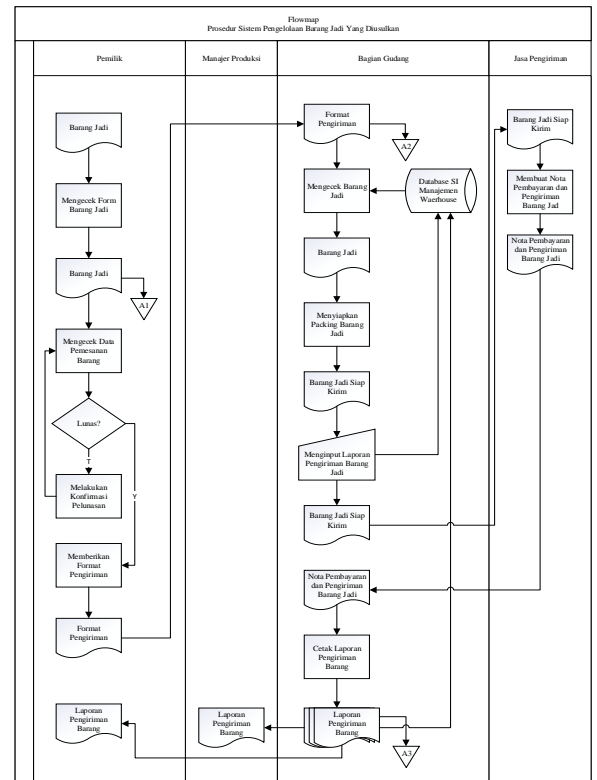 Flowmap
Prosedur Sistem Pengelolaan Barang Jadi Yang Diusulkan
Pemilik
Manajer Produksi
Bagian Gudang
Jasa Pengiriman
Barang Jadi
Mengecek Form
Barang Jadi
Barang Jadi
A1
Mengecek Data
Pemesanan
Barang
Lunas?
T
Y
Melakukan
Konfirmasi
Pelunasan
Memberikan
Format
Pengiriman
Format
Pengiriman
Laporan
Pengiriman
Barang
Laporan
Pengiriman
Barang
Format
Pengiriman
A2
Mengecek Barang
Jadi
Database SI
Manajemen
Waerhouse
Barang Jadi
Menyiapkan
Packing Barang
Jadi
Barang Jadi Siap
Kirim
Menginput Laporan
Pengiriman Barang
Jadi
Barang Jadi Siap
Kirim
Nota Pembayaran
dan Pengiriman
Barang Jadi
Cetak Laporan
Pengiriman
Barang
Laporan
Pengiriman
Barang
A3
Barang Jadi Siap
Kirim
Membuat Nota
Pembayaran dan
Pengiriman
Barang Jad
Nota Pembayaran
dan Pengiriman
Barang Jadi